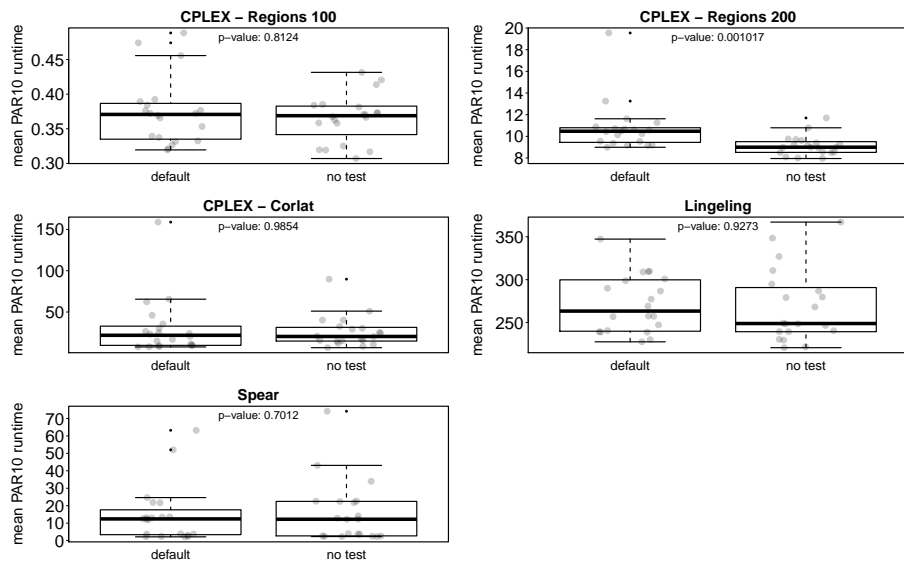 CPLEX − Regions 100
p−value: 0.8124
mean PAR10 runtime
0.45
0.40
0.35
0.30
default
no test
CPLEX − Regions 200
p−value: 0.001017
mean PAR10 runtime
20
18
16
14
12
10
8
default
no test
CPLEX − Corlat
p−value: 0.9854
mean PAR10 runtime
150
100
50
default
no test
Lingeling
p−value: 0.9273
mean PAR10 runtime
350
300
250
default
no test
Spear
p−value: 0.7012
mean PAR10 runtime
70
60
50
40
30
20
10
0
default
no test